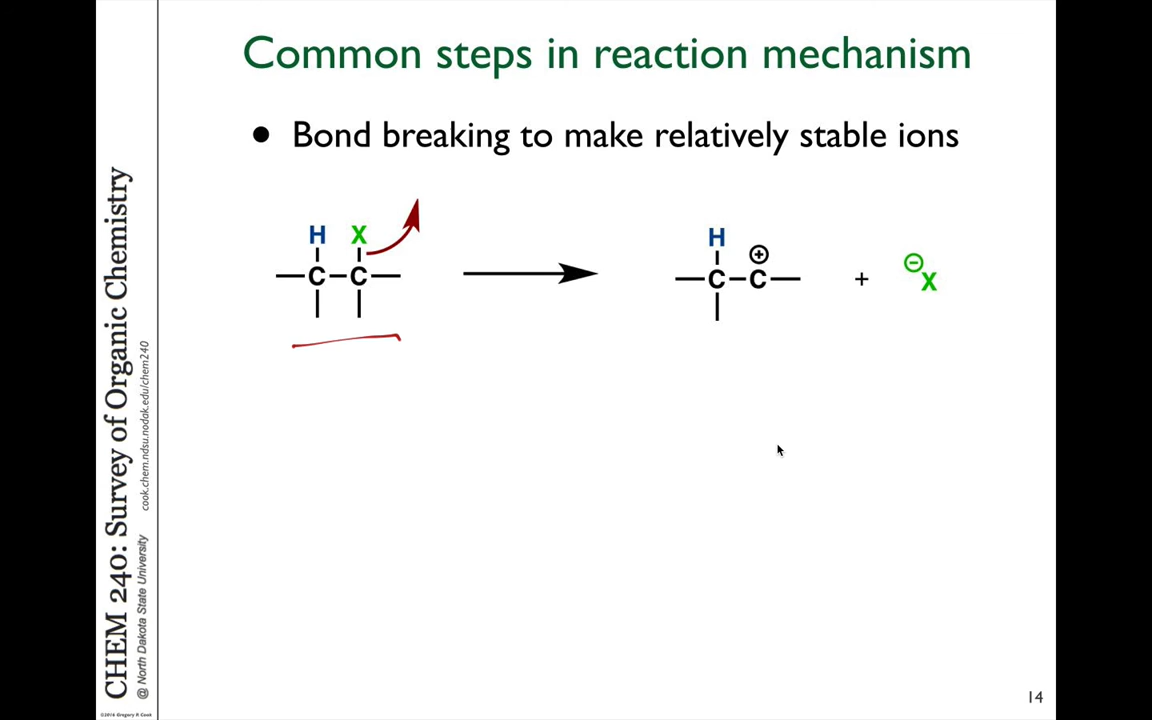 Common steps in reaction mechanism
• Bond breaking to make relatively stable ions
H X
C C
H ⊕
C C + ⊖X
CHEM 240: Survey of Organic Chemistry
@ North Dakota State University cook.chem.ndsu.nodak.edu/chem240
©2016 Gregory R Cook
14